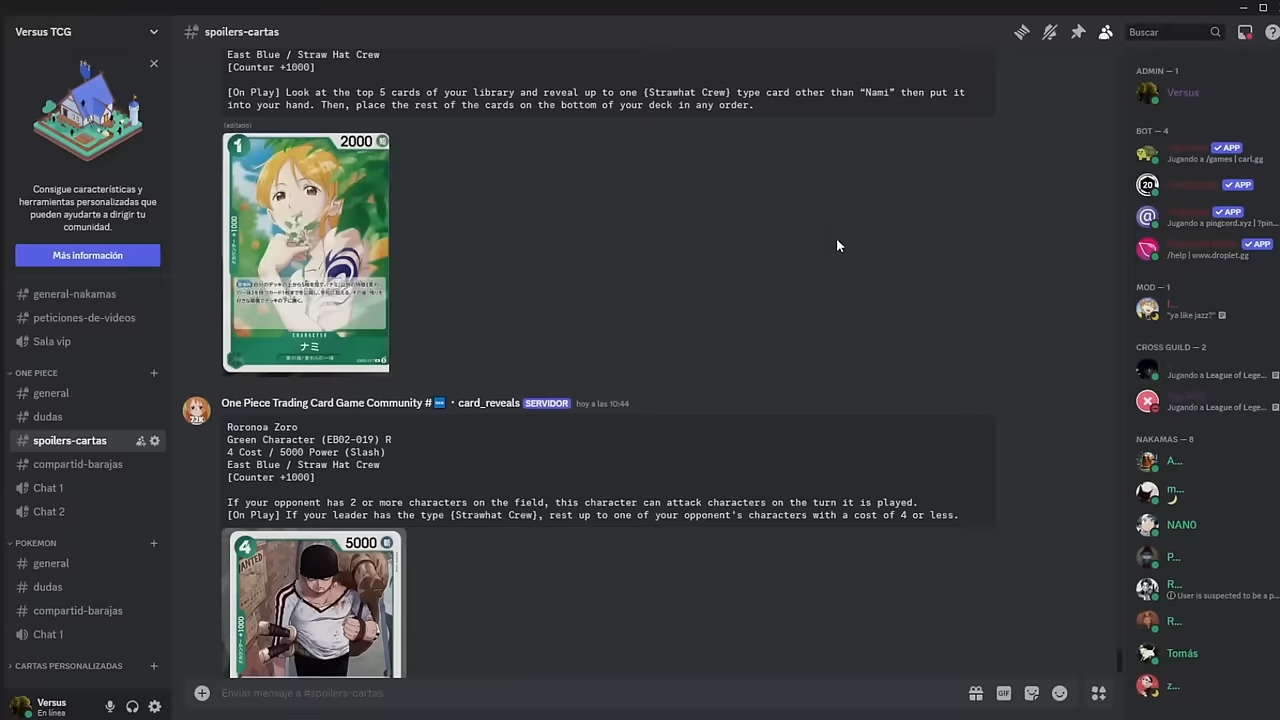 Versus TCG
Consigue características y
herramientas personalizadas que
pueden ayudarte a dirigir tu
comunidad.
Más información
# general-nakamas
# peticiones-de-videos
Sala vip
ONE PIECE
# general
# dudas
# spoilers-cartas
# compartid-barajas
Chat 1
Chat 2
POKEMON
# general
# dudas
# compartid-barajas
Chat 1
CARTAS PERSONALIZADAS
Versus
En línea
spoilers-cartas
Buscar
East Blue / Straw Hat Crew
[Counter +1000]
[On Play] Look at the top 5 cards of your library and reveal up to one {Strawhat Crew} type card other than “Nami” then put it
into your hand. Then, place the rest of the cards on the bottom of your deck in any order.
(editado)
1
2000
+1000
CHARACTER
ナミ
One Piece Trading Card Game Community # · card_reveals SERVIDOR hoy a las 10:44
72K
Roronoa Zoro
Green Character (EB02-019) R
4 Cost / 5000 Power (Slash)
East Blue / Straw Hat Crew
[Counter +1000]
If your opponent has 2 or more characters on the field, this character can attack characters on the turn it is played.
[On Play] If your leader has the type {Strawhat Crew}, rest up to one of your opponent's characters with a cost of 4 or less.
4
5000
WANTED
+1000
Enviar mensaje a #spoilers-cartas
GIF
ADMIN — 1
Versus
BOT — 4
APP
Jugando a /games | carl.gg
20
APP
APP
Jugando a pingcord.xyz | ?pin...
APP
/help | www.droplet.gg
MOD — 1
I...
"ya like jazz?"
CROSS GUILD — 2
Jugando a League of Lege...
Jugando a League of Lege...
NAKAMAS — 8
A...
m...
NANO
P...
R...
User is suspected to be a p...
R...
Tomás
z...